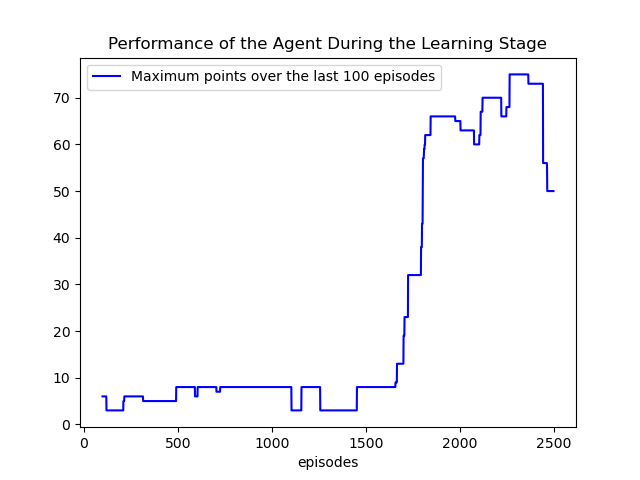 Performance of the Agent During the Learning Stage
Maximum points over the last 100 episodes
70
60
50
40
30
20
10
0
0 500 1000 1500 2000 2500
episodes